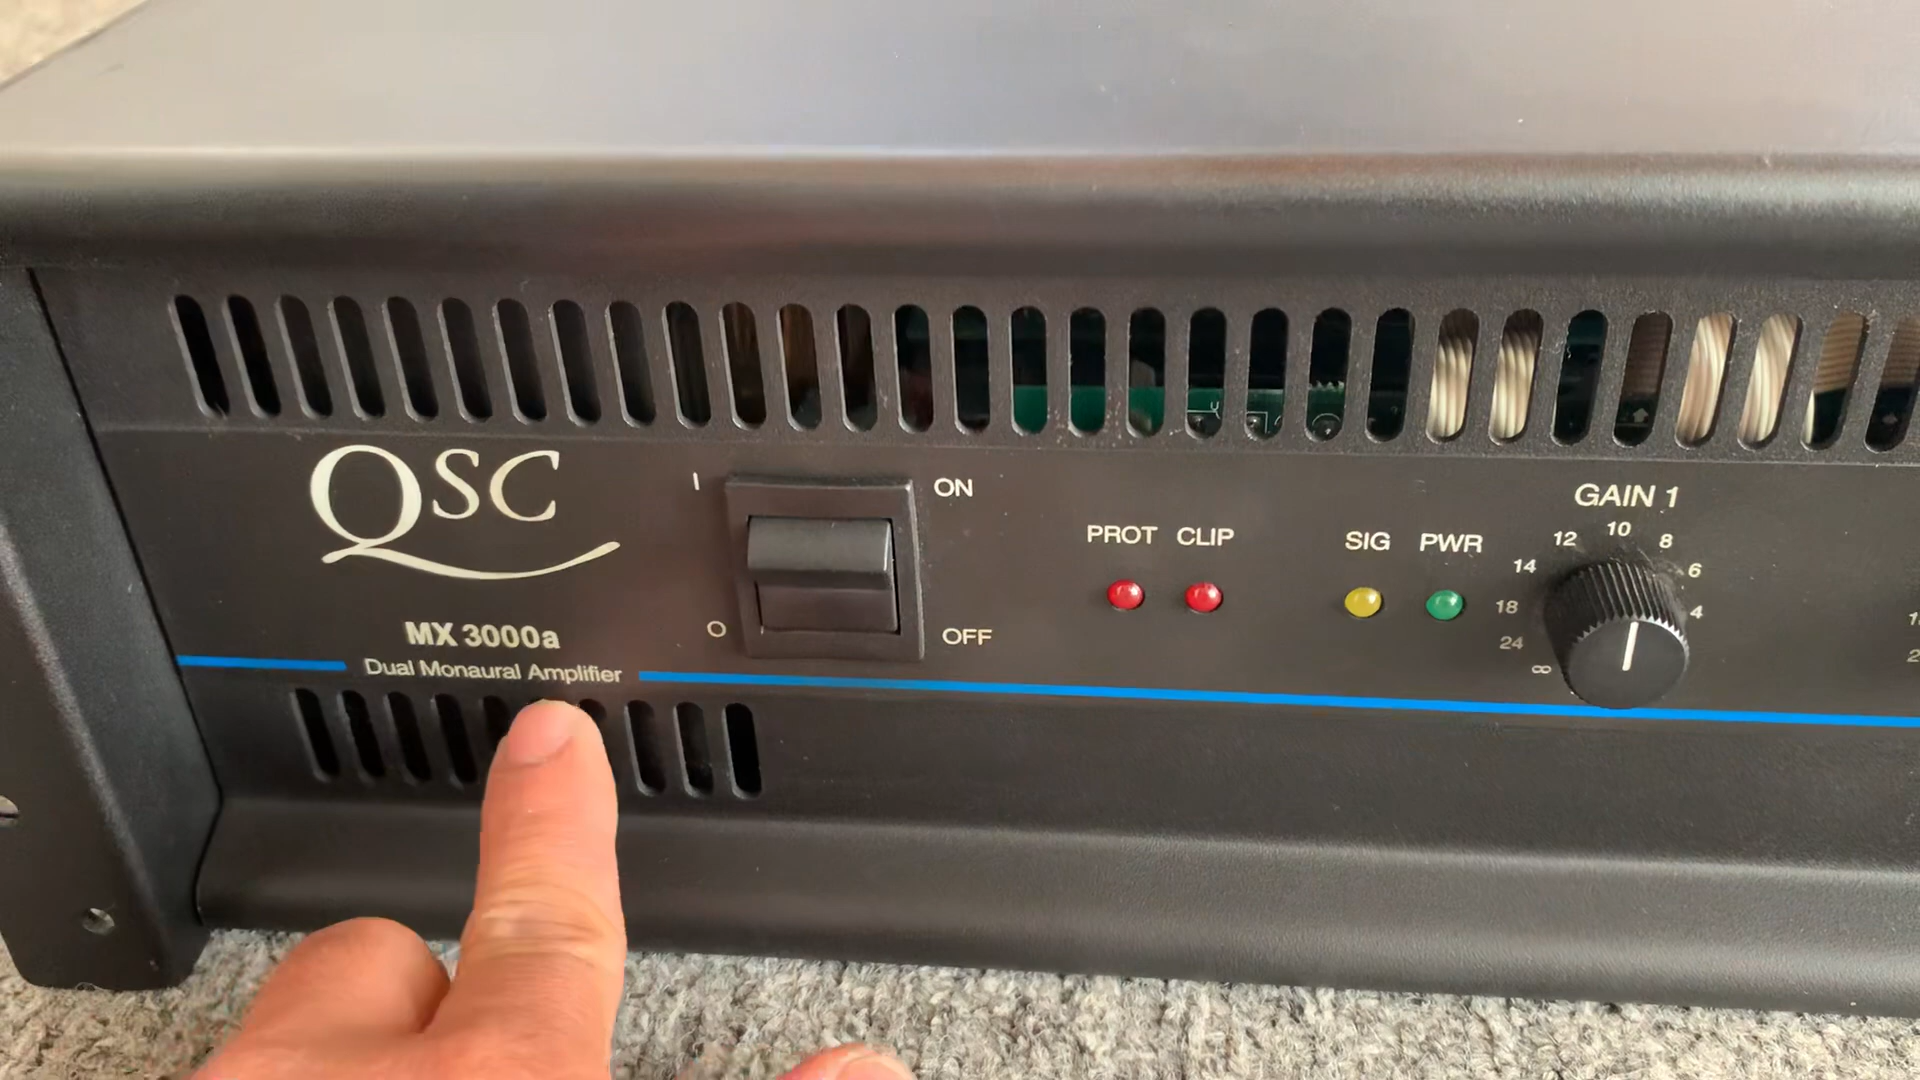 QSC
MX 3000a
Dual Monaural Amplifier
I ON
O OFF
PROT CLIP
SIG PWR
GAIN 1
10
12 8
14 6
18 4
24
∞